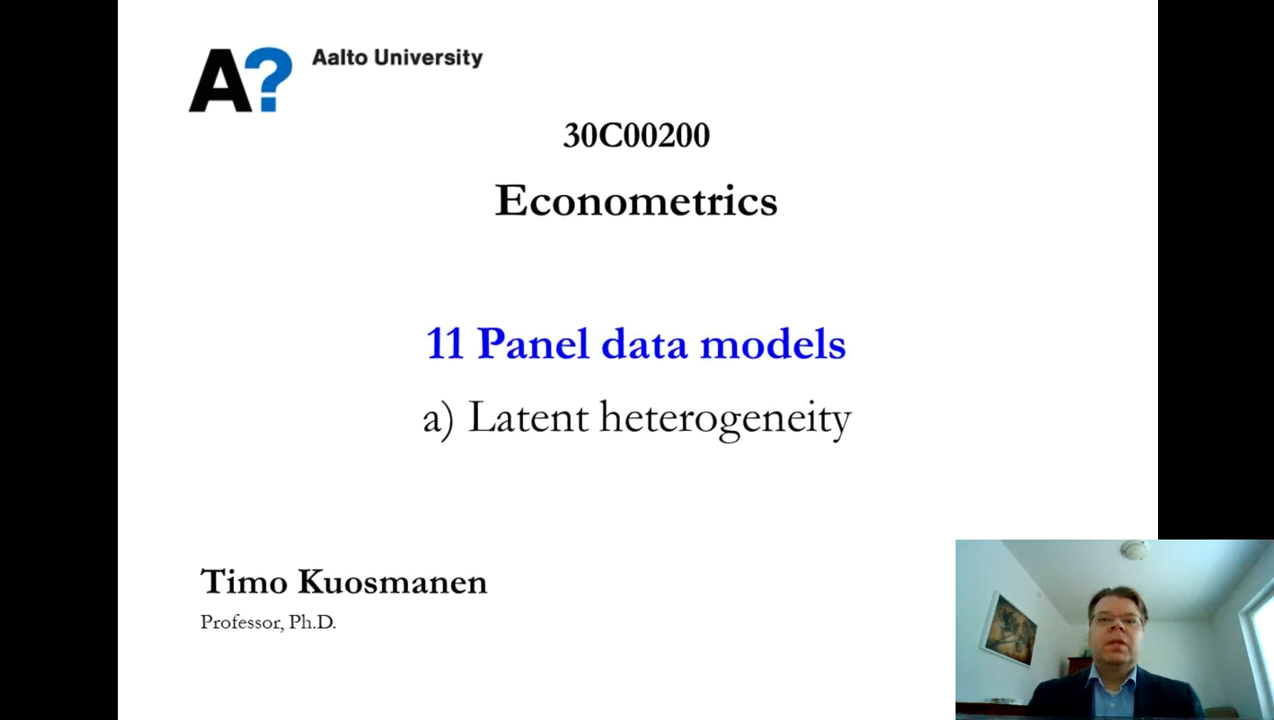 A?
Aalto University
30C00200
Econometrics
11 Panel data models
a) Latent heterogeneity
Timo Kuosmanen
Professor, Ph.D.